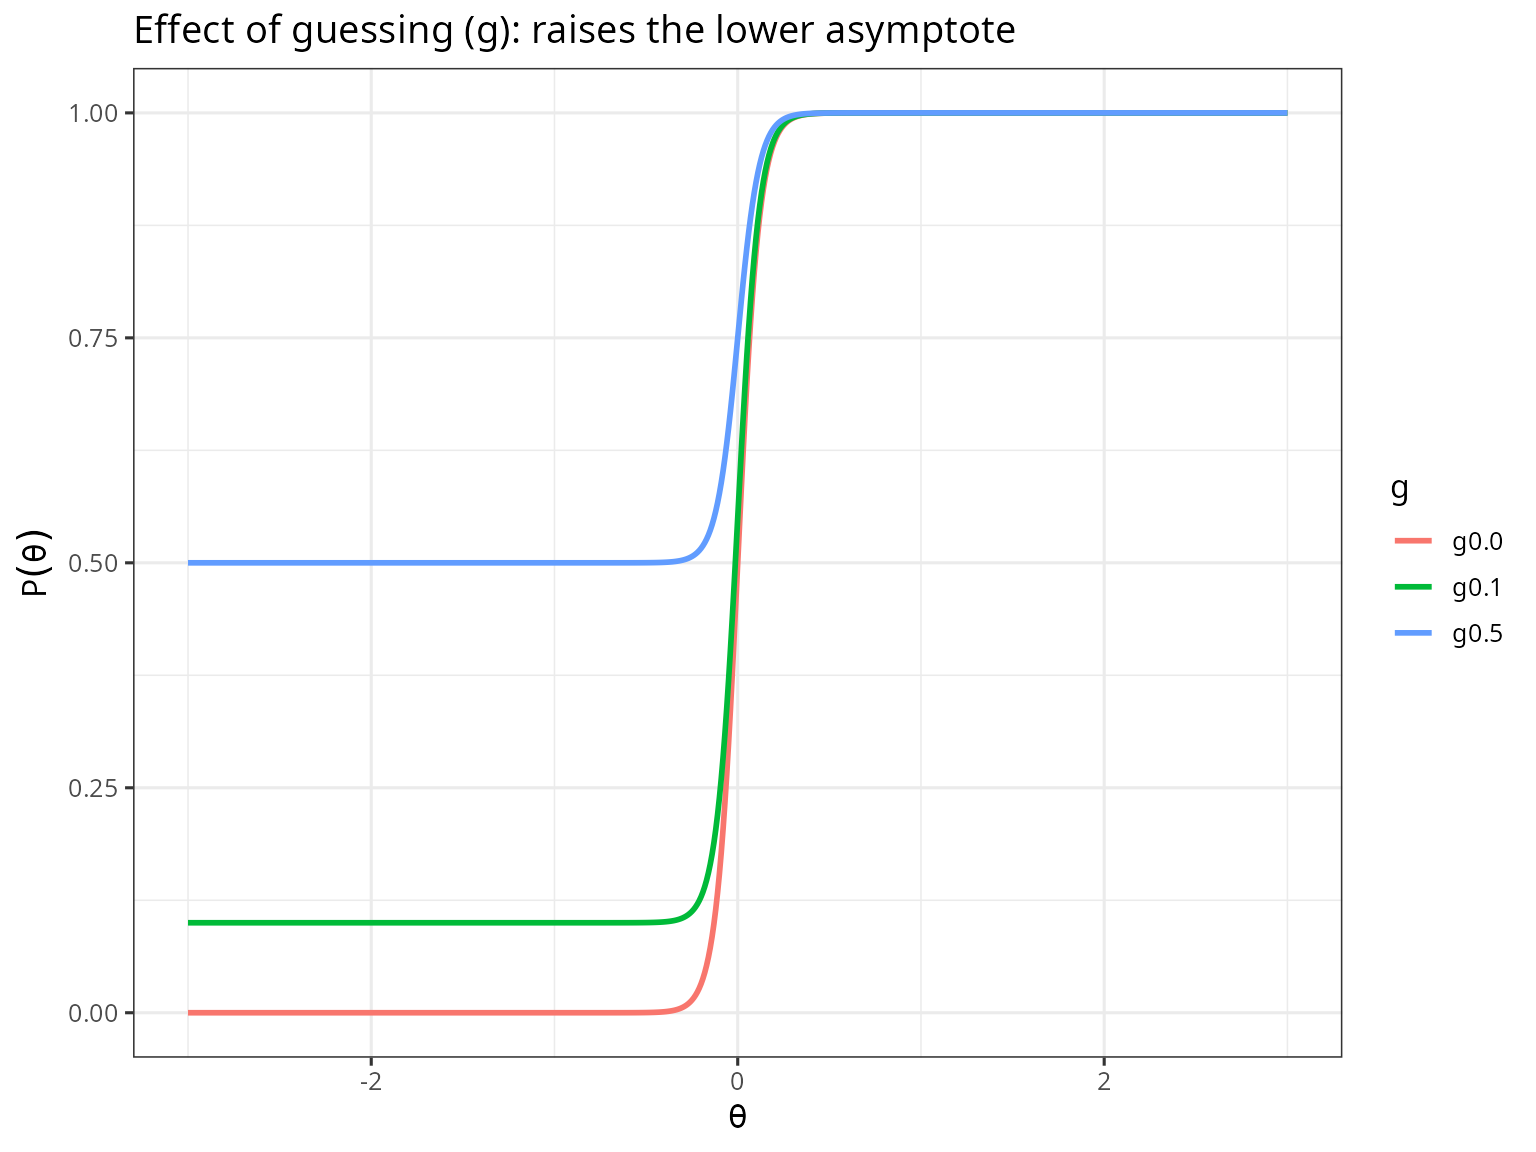 Effect of guessing (g): raises the lower asymptote
P(θ)
1.00
0.75
0.50
0.25
0.00
-2
0
2
θ
g
g0.0
g0.1
g0.5